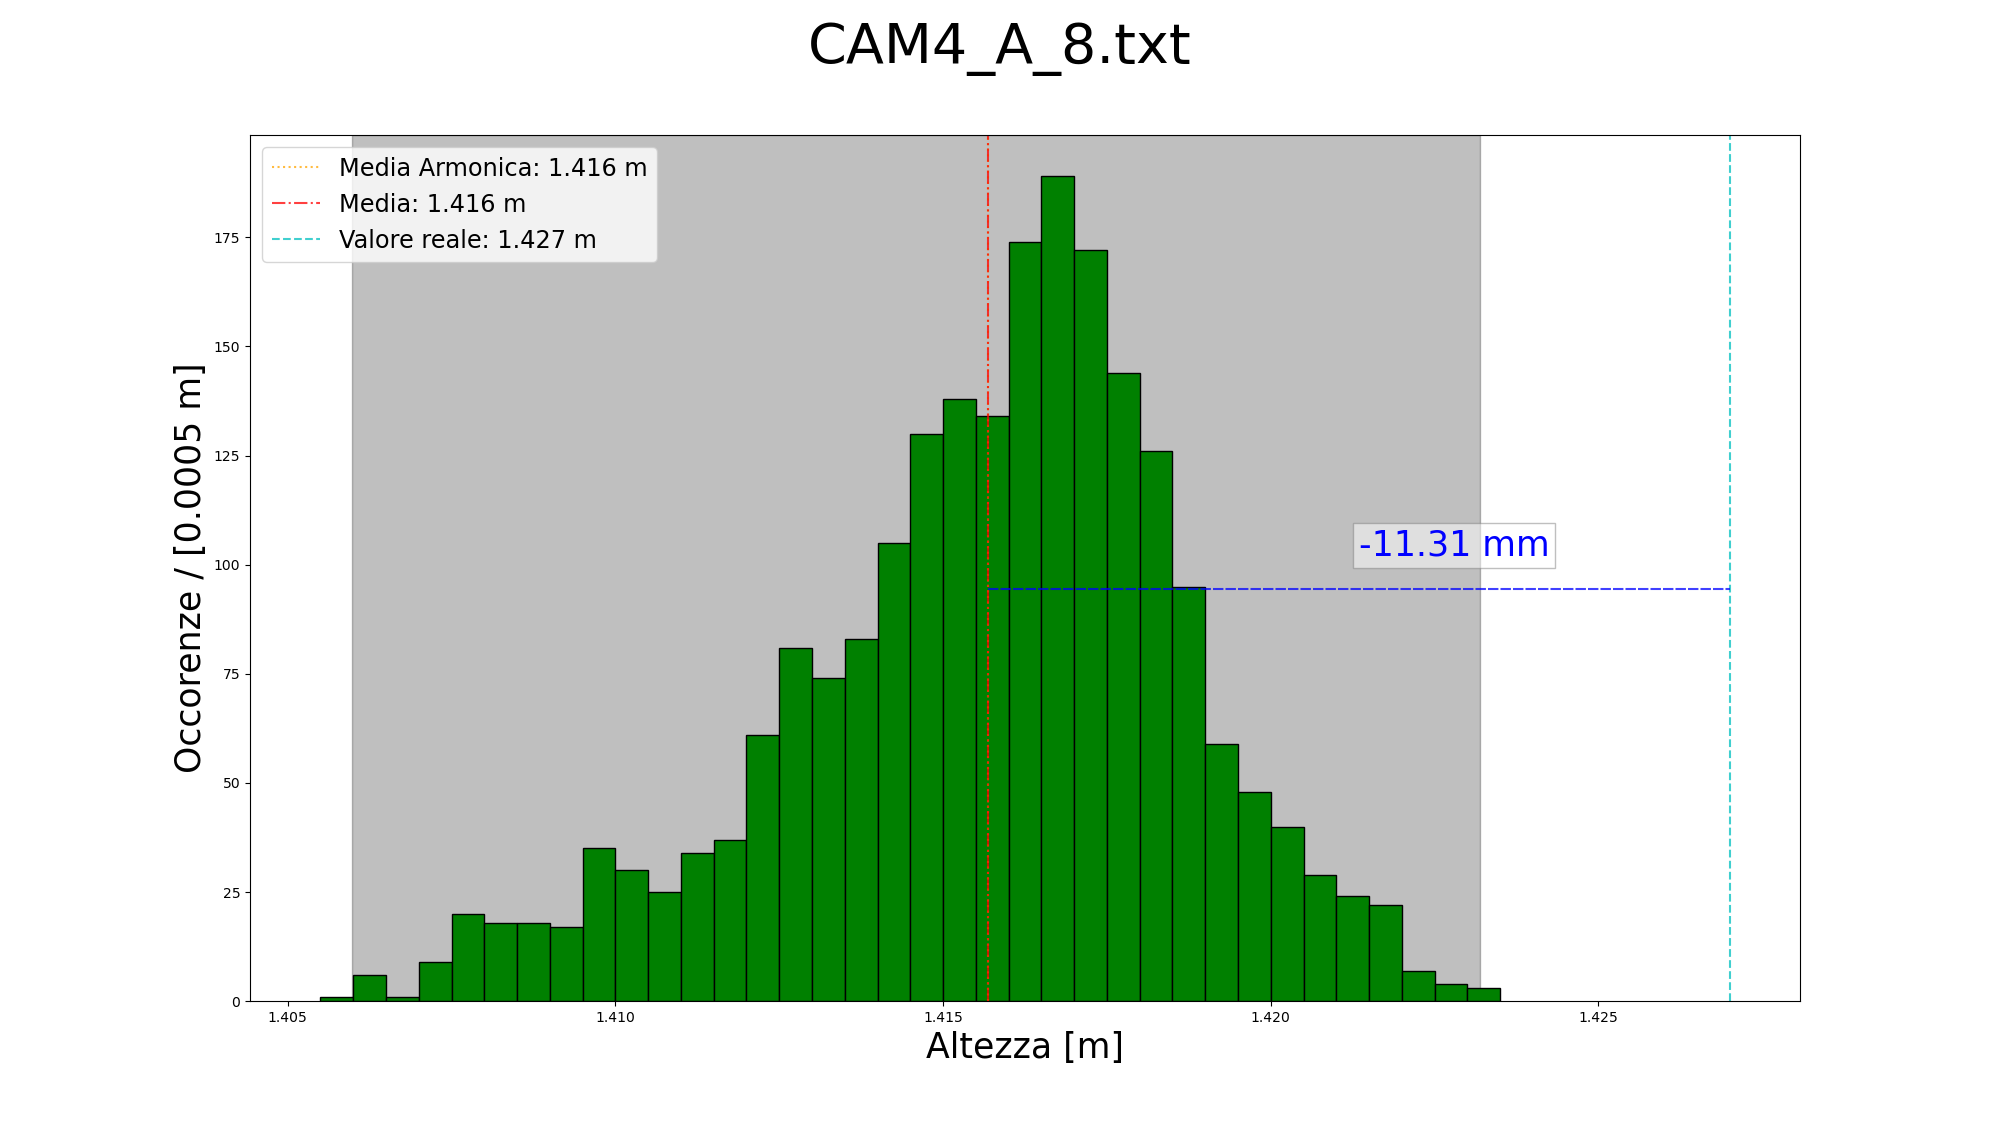 CAM4_A_8.txt
Media Armonica: 1.416 m
Media: 1.416 m
Valore reale: 1.427 m
-11.31 mm
Occorenze / [0.0005 m]
175
150
125
100
75
50
25
0
1.405 1.410 1.415 1.420 1.425
Altezza [m]